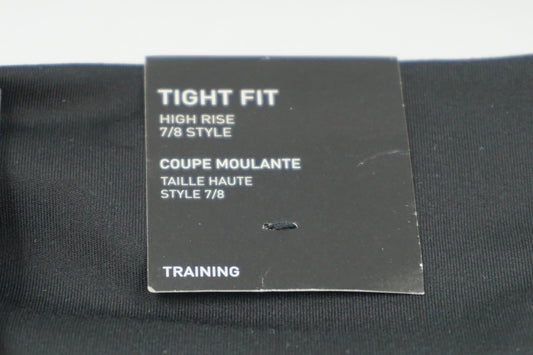 TIGHT FIT
HIGH RISE
7/8 STYLE
COUPE MOULANTE
TAILLE HAUTE
STYLE 7/8
TRAINING